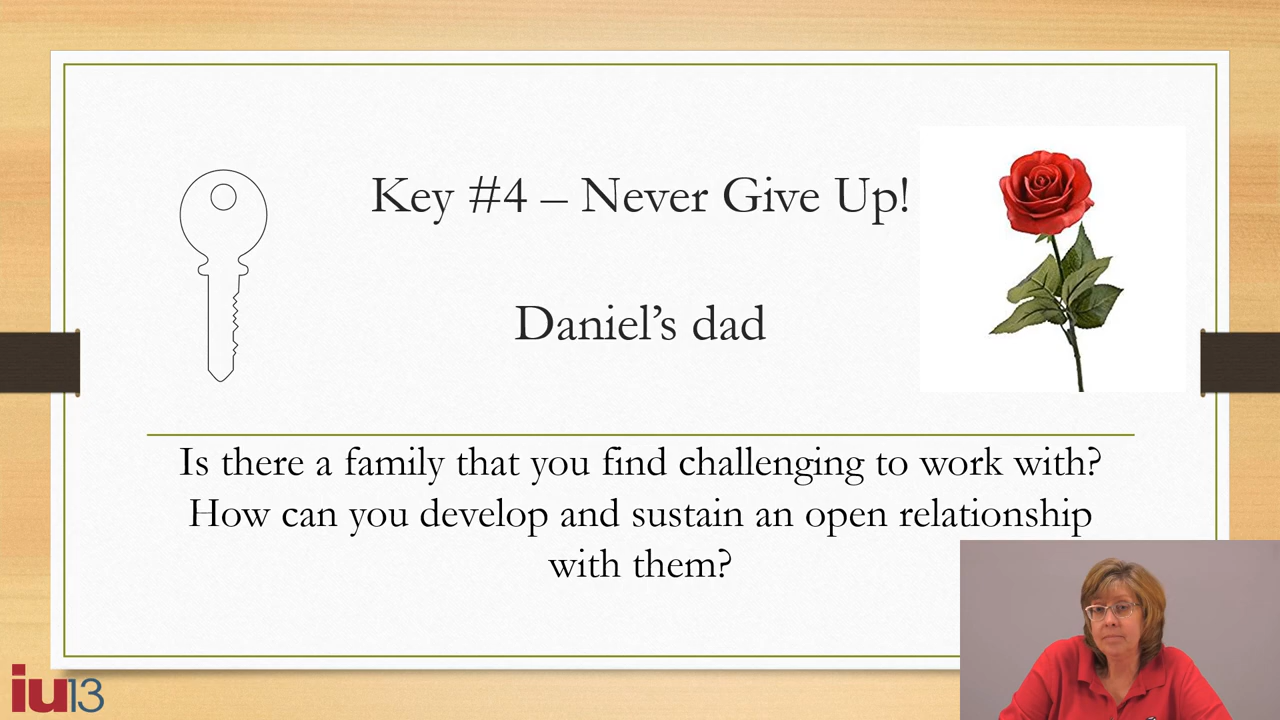 Key #4 – Never Give Up!
Daniel’s dad
Is there a family that you find challenging to work with?
How can you develop and sustain an open relationship
with them?
iu13